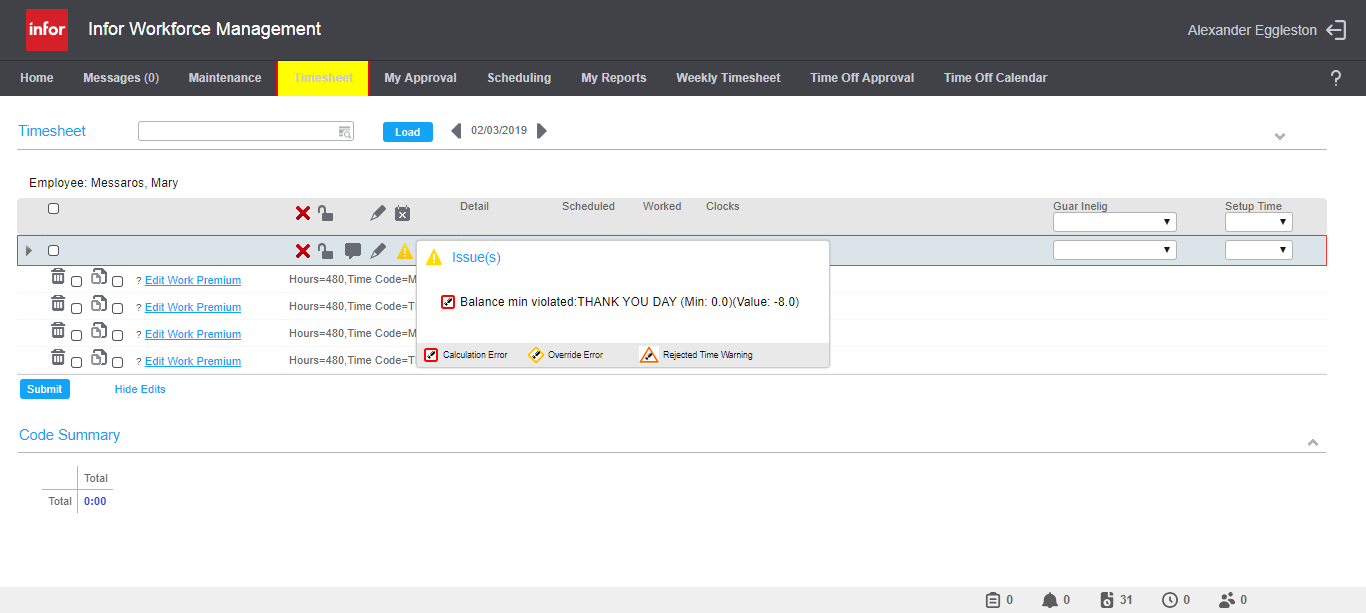 infor Infor Workforce Management Alexander Eggleston
Home Messages (0) Maintenance Timesheet My Approval Scheduling My Reports Weekly Timesheet Time Off Approval Time Off Calendar ?
Timesheet Load 02/03/2019
Employee: Messaros, Mary
Detail Scheduled Worked Clocks Guar Inelig Setup Time
Issue(s)
? Edit Work Premium Hours=480,Time Code=M
Balance min violated:THANK YOU DAY (Min: 0.0)(Value: -8.0)
? Edit Work Premium Hours=480,Time Code=T
? Edit Work Premium Hours=480,Time Code=M
? Edit Work Premium Hours=480,Time Code=T
Calculation Error Override Error Rejected Time Warning
Submit Hide Edits
Code Summary
Total
Total 0:00
0 0 31 0 0